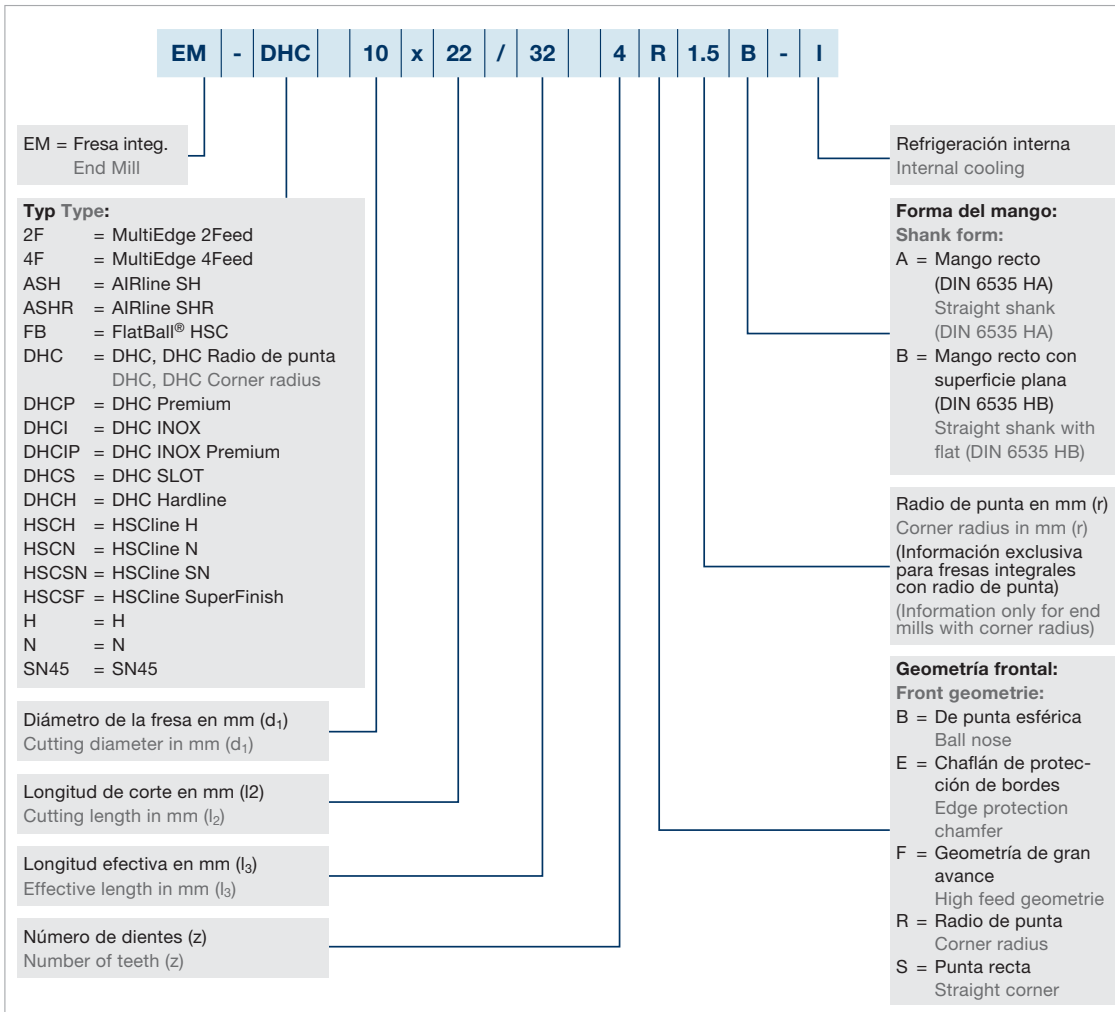 EM - DHC 10 x 22 / 32 4 R 1.5 B - I
EM = Fresa integ.
End Mill
Typ Type:
2F = MultiEdge 2Feed
4F = MultiEdge 4Feed
ASH = AIRline SH
ASHR = AIRline SHR
FB = FlatBall® HSC
DHC = DHC, DHC Radio de punta
DHC, DHC Corner radius
DHCP = DHC Premium
DHCI = DHC INOX
DHCIP = DHC INOX Premium
DHCS = DHC SLOT
DHCH = DHC Hardline
HSCH = HSCline H
HSCN = HSCline N
HSCSN = HSCline SN
HSCSF = HSCline SuperFinish
H = H
N = N
SN45 = SN45
Diámetro de la fresa en mm (d₁)
Cutting diameter in mm (d₁)
Longitud de corte en mm (l2)
Cutting length in mm (l₂)
Longitud efectiva en mm (l₃)
Effective length in mm (l₃)
Número de dientes (z)
Number of teeth (z)
Refrigeración interna
Internal cooling
Forma del mango:
Shank form:
A = Mango recto
(DIN 6535 HA)
Straight shank
(DIN 6535 HA)
B = Mango recto con
superficie plana
(DIN 6535 HB)
Straight shank with
flat (DIN 6535 HB)
Radio de punta en mm (r)
Corner radius in mm (r)
(Información exclusiva
para fresas integrales
con radio de punta)
(Information only for end
mills with corner radius)
Geometría frontal:
Front geometrie:
B = De punta esférica
Ball nose
E = Chaflán de protec-
ción de bordes
Edge protection
chamfer
F = Geometría de gran
avance
High feed geometrie
R = Radio de punta
Corner radius
S = Punta recta
Straight corner